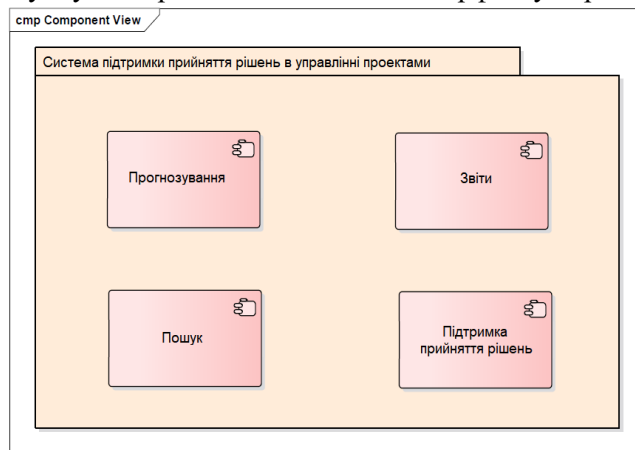 cmp Component View
Система підтримки прийняття рішень в управлінні проектами
Прогнозування
Звіти
Пошук
Підтримка
прийняття рішень